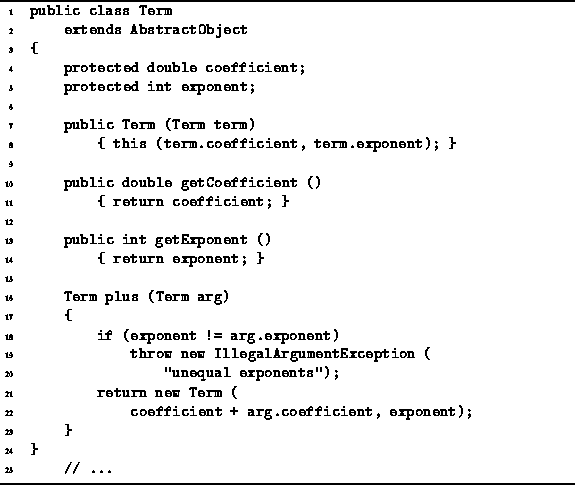 1 public class Term
2 extends AbstractObject
3 {
4 protected double coefficient;
5 protected int exponent;
6
7 public Term (Term term)
8 { this (term.coefficient, term.exponent); }
9
10 public double getCoefficient ()
11 { return coefficient; }
12
13 public int getExponent ()
14 { return exponent; }
15
16 Term plus (Term arg)
17 {
18 if (exponent != arg.exponent)
19 throw new IllegalArgumentException (
20 "unequal exponents");
21 return new Term (
22 coefficient + arg.coefficient, exponent);
23 }
24 }
25 // ...